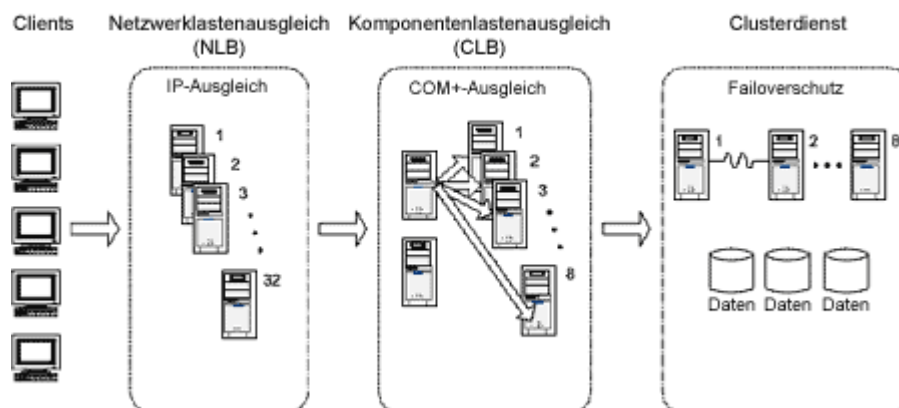 Clients
Netzwerklastenausgleich
(NLB)
Komponentenlastenausgleich
(CLB)
Clusterdienst
IP-Ausgleich
1
2
3
32
COM+-Ausgleich
1
2
3
8
Failoverschutz
1
2
8
Daten
Daten
Daten